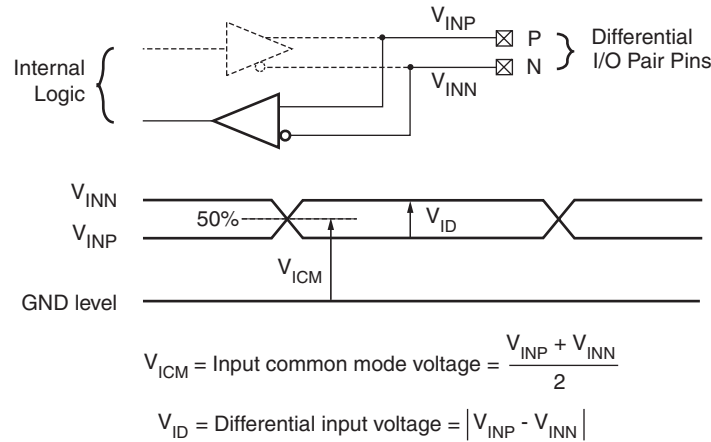 V_INP
P
Differential
I/O Pair Pins
N
V_INN
Internal
Logic
V_INN
50%
V_ID
V_INP
V_ICM
GND level
V_ICM = Input common mode voltage = (V_INP + V_INN) / 2
V_ID = Differential input voltage = |V_INP - V_INN|